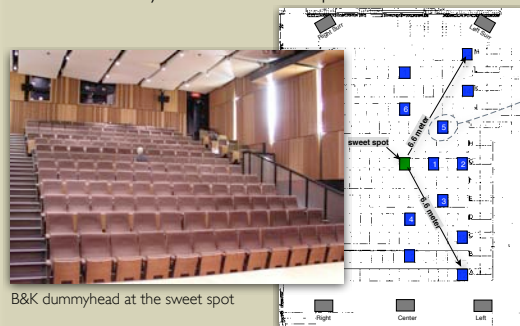 Right Surr
Left Surr
H
K
6
5
6.6 meter
sweet spot
H
1
2
G
3
E
4
6.6 meter
C
B
A
Right
Center
Left
B&K dummyhead at the sweet spot